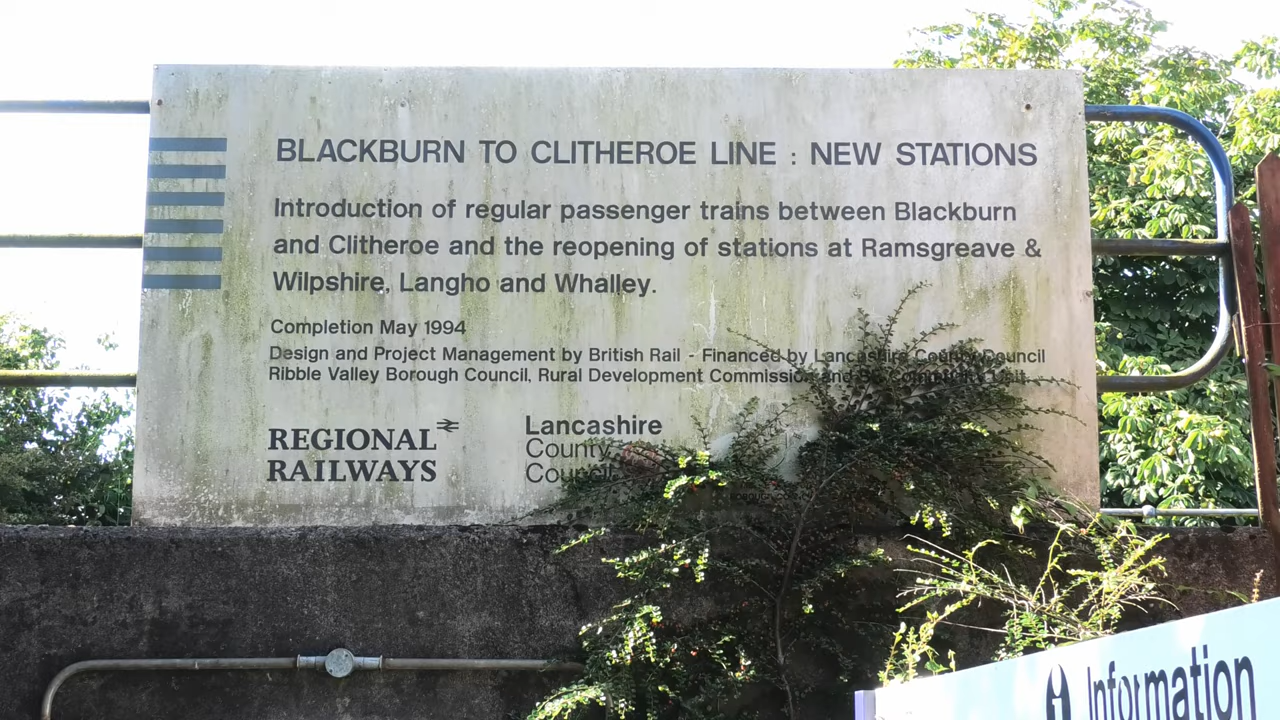 BLACKBURN TO CLITHEROE LINE : NEW STATIONS
Introduction of regular passenger trains between Blackburn
and Clitheroe and the reopening of stations at Ramsgreave &
Wilpshire, Langho and Whalley.
Completion May 1994
Design and Project Management by British Rail - Financed by Lancashire County Council
Ribble Valley Borough Council, Rural Development Commission and
REGIONAL
RAILWAYS
Lancashire
County
Council
Information